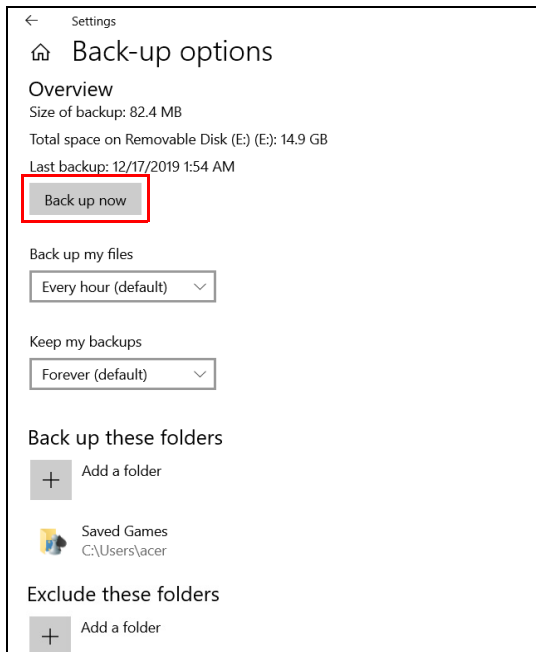 Settings
Back-up options
Overview
Size of backup: 82.4 MB
Total space on Removable Disk (E:) (E:): 14.9 GB
Last backup: 12/17/2019 1:54 AM
Back up now
Back up my files
Every hour (default)
Keep my backups
Forever (default)
Back up these folders
Add a folder
Saved Games
C:\Users\acer
Exclude these folders
Add a folder